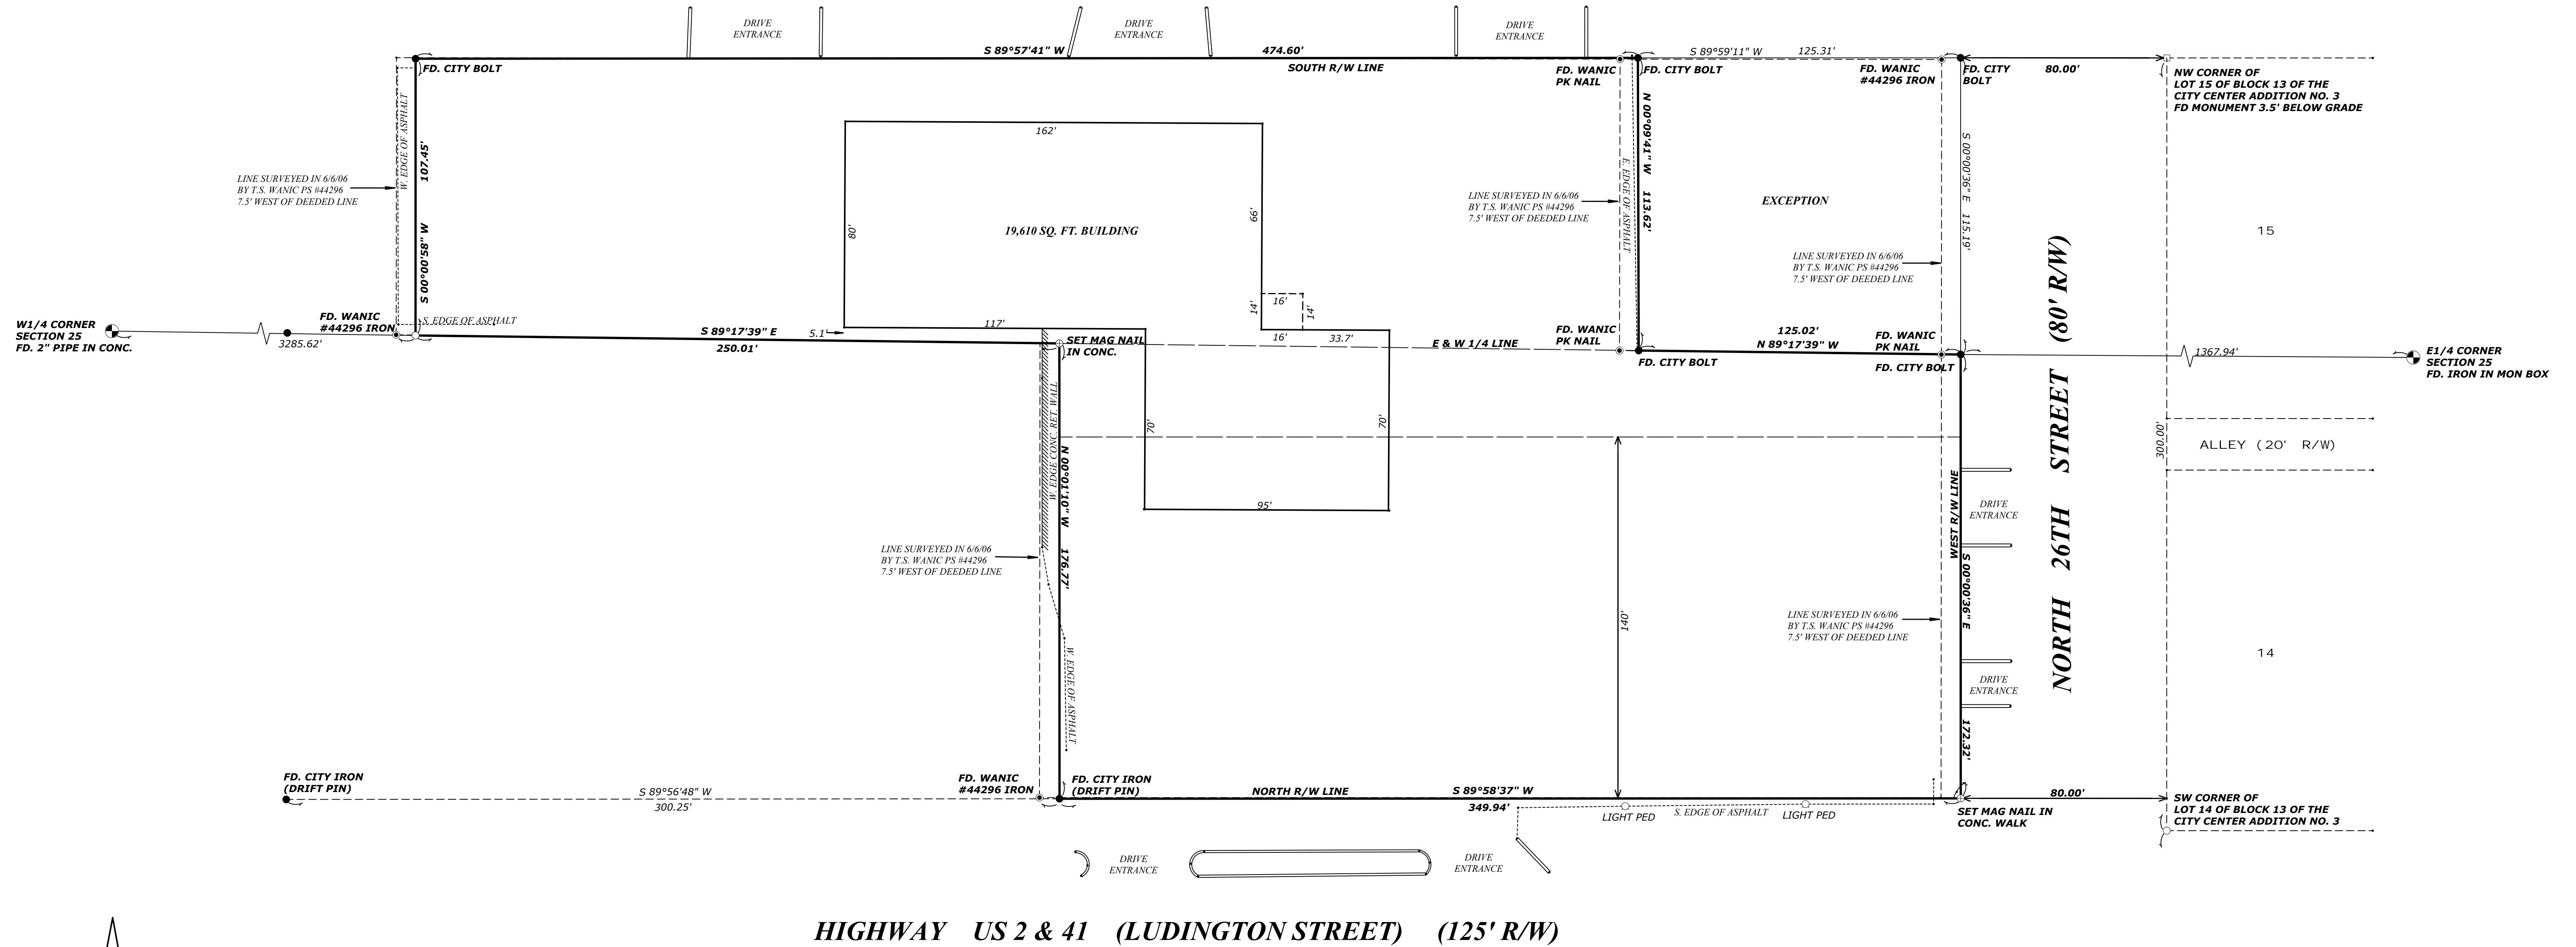 DRIVE
ENTRANCE
DRIVE
ENTRANCE
DRIVE
ENTRANCE
S 89°57'41" W 474.60'
SOUTH R/W LINE
S 89°59'11" W 125.31'
80.00'
FD. CITY BOLT
FD. WANIC
PK NAIL
FD. CITY BOLT
FD. WANIC
#44296 IRON
FD. CITY
BOLT
NW CORNER OF
LOT 15 OF BLOCK 13 OF THE
CITY CENTER ADDITION NO. 3
FD MONUMENT 3.5' BELOW GRADE
W. EDGE OF ASPHALT
S 00°00'58" W 107.45'
LINE SURVEYED IN 6/6/06
BY T.S. WANIC PS #44296
7.5' WEST OF DEEDED LINE
162'
80'
66'
19,610 SQ. FT. BUILDING
LINE SURVEYED IN 6/6/06
BY T.S. WANIC PS #44296
7.5' WEST OF DEEDED LINE
E. EDGE OF ASPHALT
N 00°09'41" W 113.62'
EXCEPTION
LINE SURVEYED IN 6/6/06
BY T.S. WANIC PS #44296
7.5' WEST OF DEEDED LINE
S 00°00'36" E 115.19'
15
14'
16'
14'
16'
33.7'
W1/4 CORNER
SECTION 25
FD. 2" PIPE IN CONC.
3285.62'
FD. WANIC
#44296 IRON
S. EDGE OF ASPHALT
S 89°17'39" E
250.01'
5.1'
117'
SET MAG NAIL
IN CONC.
E & W 1/4 LINE
FD. WANIC
PK NAIL
FD. CITY BOLT
125.02'
N 89°17'39" W
FD. WANIC
PK NAIL
FD. CITY BOLT
1367.94'
E1/4 CORNER
SECTION 25
FD. IRON IN MON BOX
W. EDGE CONC. RET. WALL
N 00°01'10" W 176.77'
70'
70'
95'
300.00'
ALLEY (20' R/W)
NORTH 26TH STREET (80' R/W)
WEST R/W LINE
S 00°00'36" E 172.32'
DRIVE
ENTRANCE
LINE SURVEYED IN 6/6/06
BY T.S. WANIC PS #44296
7.5' WEST OF DEEDED LINE
140'
LINE SURVEYED IN 6/6/06
BY T.S. WANIC PS #44296
7.5' WEST OF DEEDED LINE
W. EDGE OF ASPHALT
14
DRIVE
ENTRANCE
FD. CITY IRON
(DRIFT PIN)
S 89°56'48" W
300.25'
FD. WANIC
#44296 IRON
FD. CITY IRON
(DRIFT PIN)
NORTH R/W LINE
S 89°58'37" W
349.94'
80.00'
LIGHT PED
S. EDGE OF ASPHALT
LIGHT PED
SET MAG NAIL IN
CONC. WALK
SW CORNER OF
LOT 14 OF BLOCK 13 OF THE
CITY CENTER ADDITION NO. 3
DRIVE
ENTRANCE
DRIVE
ENTRANCE
HIGHWAY US 2 & 41 (LUDINGTON STREET) (125' R/W)